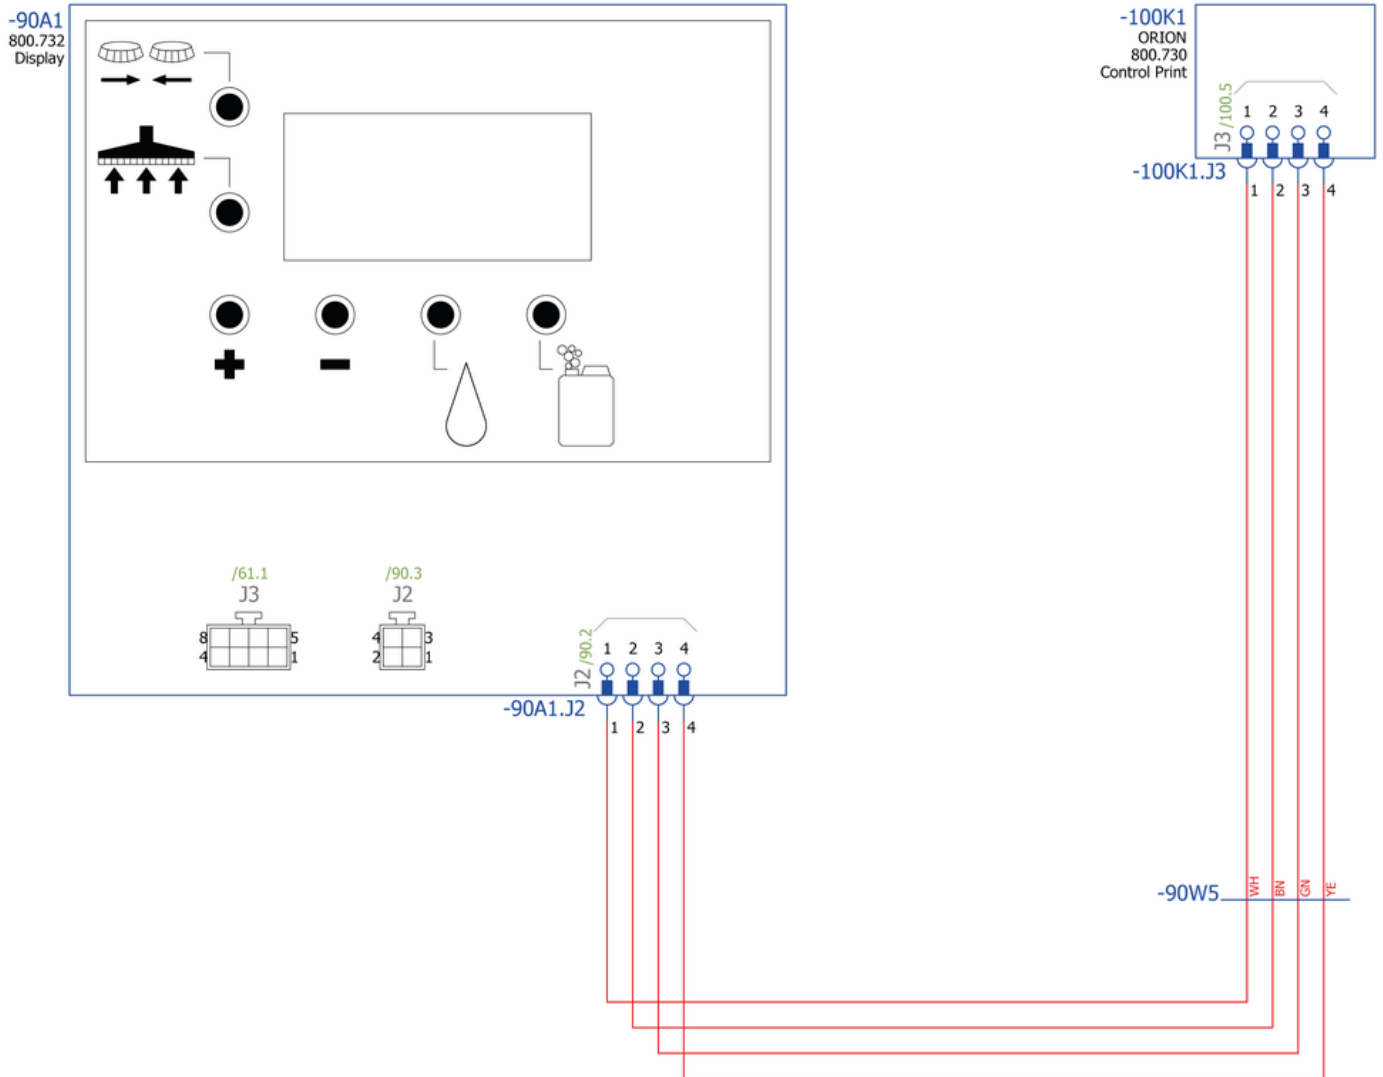 -90A1
800.732
Display
-100K1
ORION
800.730
Control Print
J3 /100.5
1 2 3 4
-100K1.J3
1 2 3 4
/61.1
J3
8 5
4 1
/90.3
J2
4 3
2 1
J2 /90.2
1 2 3 4
-90A1.J2
1 2 3 4
-90W5
WH BN GN YE